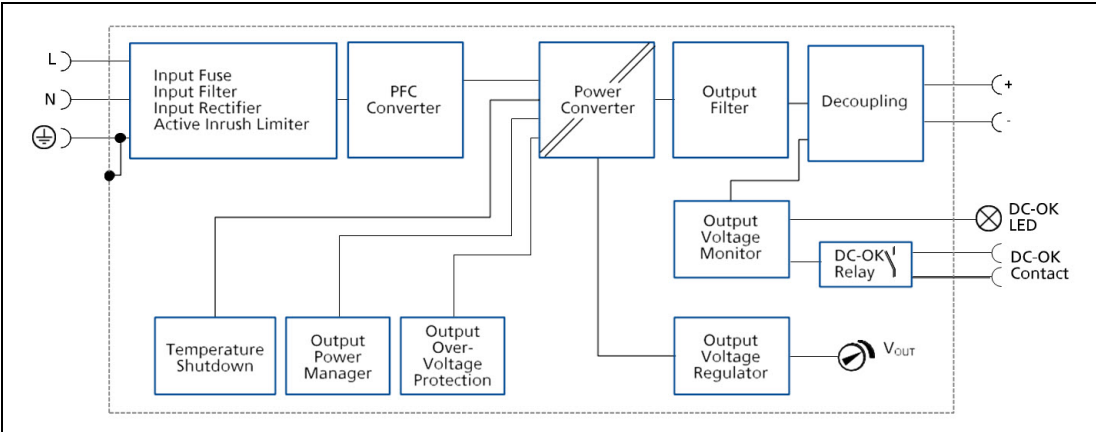 L
N
Input Fuse
Input Filter
Input Rectifier
Active Inrush Limiter
PFC
Converter
Power
Converter
Output
Filter
Decoupling
+
-
Output
Voltage
Monitor
DC-OK
LED
DC-OK
Relay
DC-OK
Contact
Temperature
Shutdown
Output
Power
Manager
Output
Over-
Voltage
Protection
Output
Voltage
Regulator
VOUT